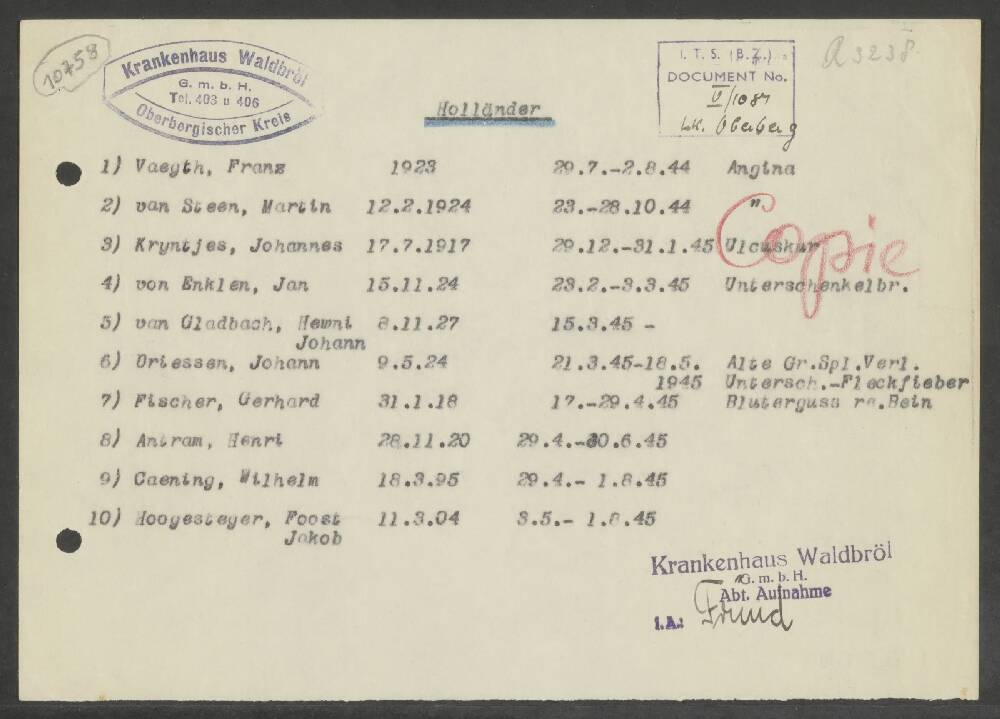 10758
Krankenhaus Waldbröl
G. m. b. H.
Tel. 403 u 406
Oberbergischer Kreis
I. T. S. (B.Z.)
DOCUMENT No.
V/1084
Lk. Oberberg
R 3238
Holländer
1) Vaegth, Franz 1923 29.7.-2.8.44 Angina
2) van Steen, Martin 12.2.1924 23.-28.10.44 "
Copie
3) Kryntjes, Johannes 17.7.1917 29.12.-31.1.45 Ulcuskur
4) von Enklen, Jan 15.11.24 23.2.-3.3.45 Unterschenkelbr.
5) van Gladbach, Hewni 8.11.27 15.3.45 -
Johann
6) Driessen, Johann 9.5.24 21.3.45-18.5. Alte Gr.Spl.Verl.
1945 Untersch.-Fleckfieber
7) Fischer, Gerhard 31.1.18 17.-29.4.45 Bluterguss re.Bein
8) Antram, Henri 28.11.20 29.4.-30.6.45
9) Caening, Wilhelm 18.3.95 29.4.- 1.8.45
10) Hoogesteger, Foost 11.3.04 3.5.- 1.8.45
Jakob
Krankenhaus Waldbröl
G. m. b. H.
Abt. Aufnahme
I.A.: